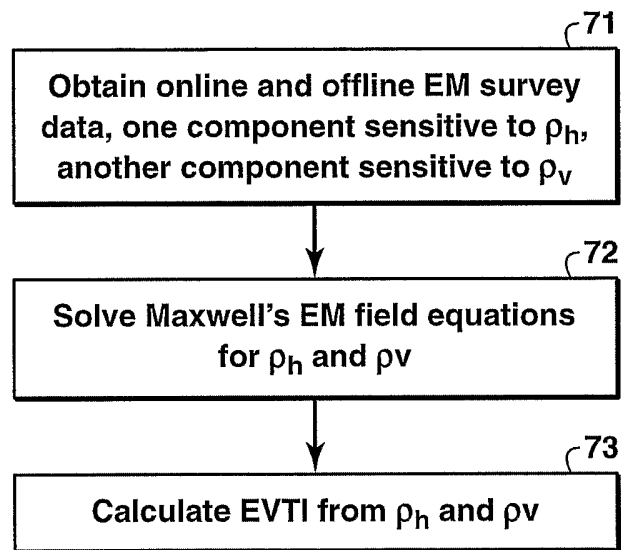 71
Obtain online and offline EM survey
data, one component sensitive to ρₕ,
another component sensitive to ρᵥ
72
Solve Maxwell's EM field equations
for ρₕ and ρv
73
Calculate EVTI from ρₕ and ρv